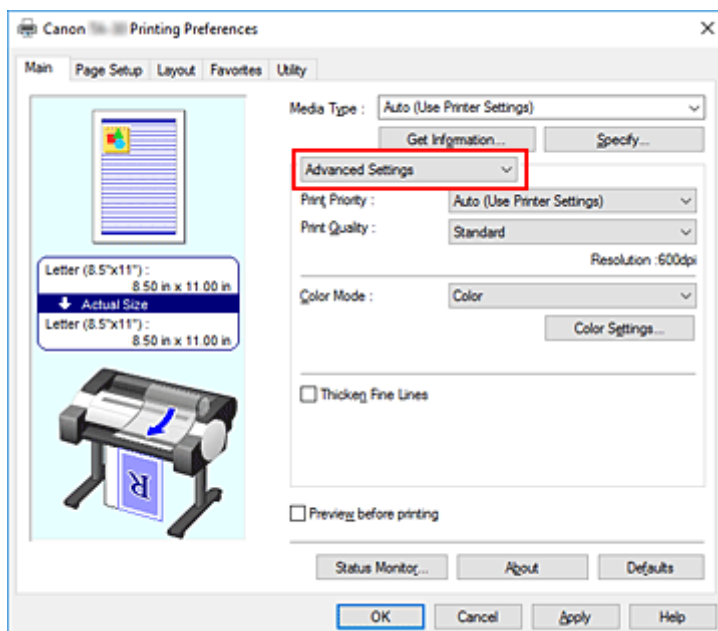 Canon Printing Preferences
Main Page Setup Layout Favorites Utility
Media Type : Auto (Use Printer Settings)
Get Information... Specify...
Advanced Settings
Print Priority : Auto (Use Printer Settings)
Print Quality : Standard
Resolution :600dpi
Letter (8.5"x11") :
8.50 in x 11.00 in
Actual Size
Letter (8.5"x11") :
8.50 in x 11.00 in
Color Mode : Color
Color Settings...
Thicken Fine Lines
R
Preview before printing
Status Monitor... About Defaults
OK Cancel Apply Help